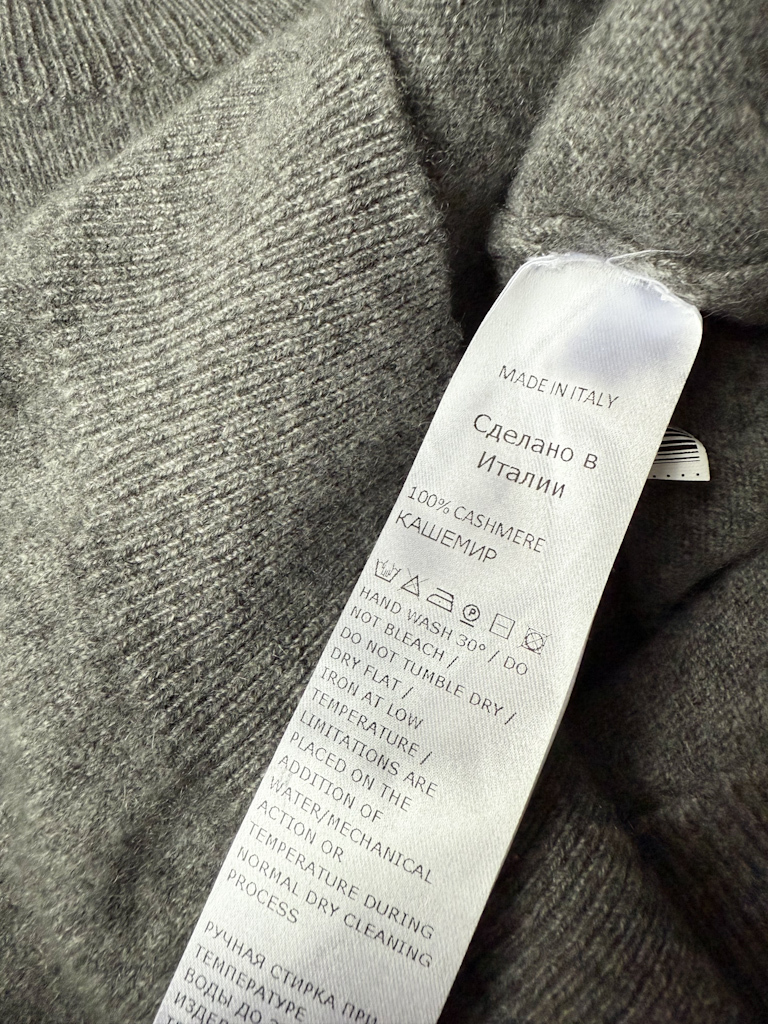 MADE IN ITALY
Сделано в
Италии
100% CASHMERE
КАШЕМИР
P
HAND WASH 30° / DO
NOT BLEACH /
DO NOT TUMBLE DRY /
DRY FLAT /
IRON AT LOW
TEMPERATURE /
LIMITATIONS ARE
PLACED ON THE
ADDITION OF
WATER/MECHANICAL
ACTION OR
TEMPERATURE DURING
NORMAL DRY CLEANING
PROCESS
РУЧНАЯ СТИРКА ПРИ
ТЕМПЕРАТУРЕ
ВОДЫ ДО